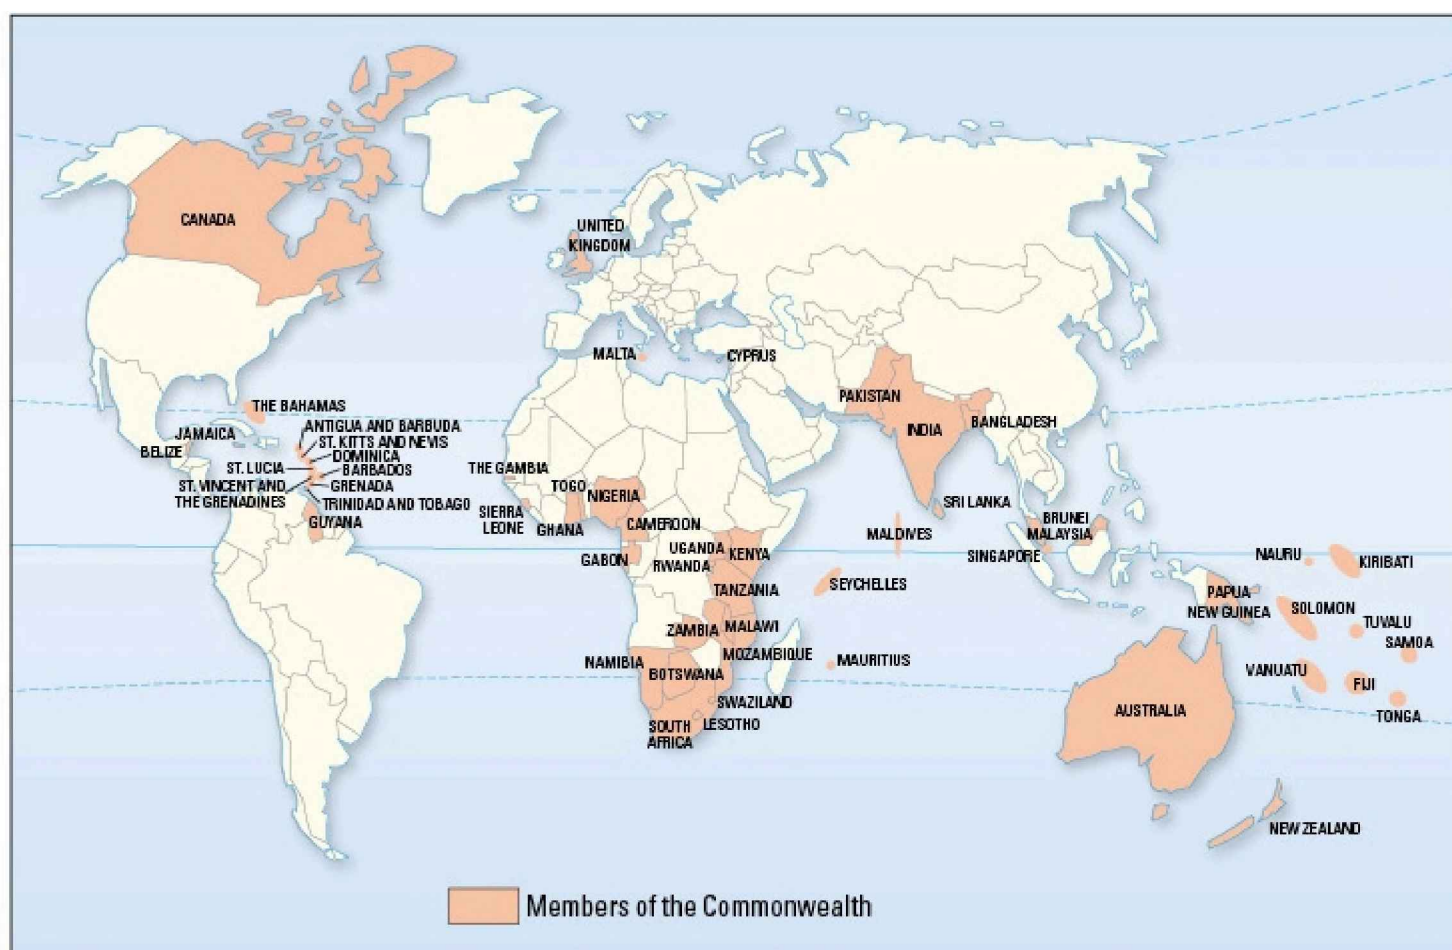 CANADA
UNITED
KINGDOM
MALTA
CYPRUS
PAKISTAN
INDIA
BANGLADESH
THE BAHAMAS
JAMAICA
BELIZE
ANTIGUA AND BARBUDA
ST. KITTS AND NEVIS
DOMINICA
ST. LUCIA
BARBADOS
ST. VINCENT AND
THE GRENADINES
GRENADA
TRINIDAD AND TOBAGO
GUYANA
THE GAMBIA
TOGO
NIGERIA
SIERRA
LEONE
GHANA
CAMEROON
GABON
UGANDA
KENYA
RWANDA
TANZANIA
SRI LANKA
MALDIVES
BRUNEI
MALAYSIA
SINGAPORE
SEYCHELLES
NAURU
KIRIBATI
PAPUA
NEW GUINEA
SOLOMON
TUVALU
SAMOA
ZAMBIA
MALAWI
MOZAMBIQUE
MAURITIUS
NAMIBIA
BOTSWANA
VANUATU
FIJI
TONGA
SWAZILAND
SOUTH
AFRICA
LESOTHO
AUSTRALIA
NEW ZEALAND
Members of the Commonwealth